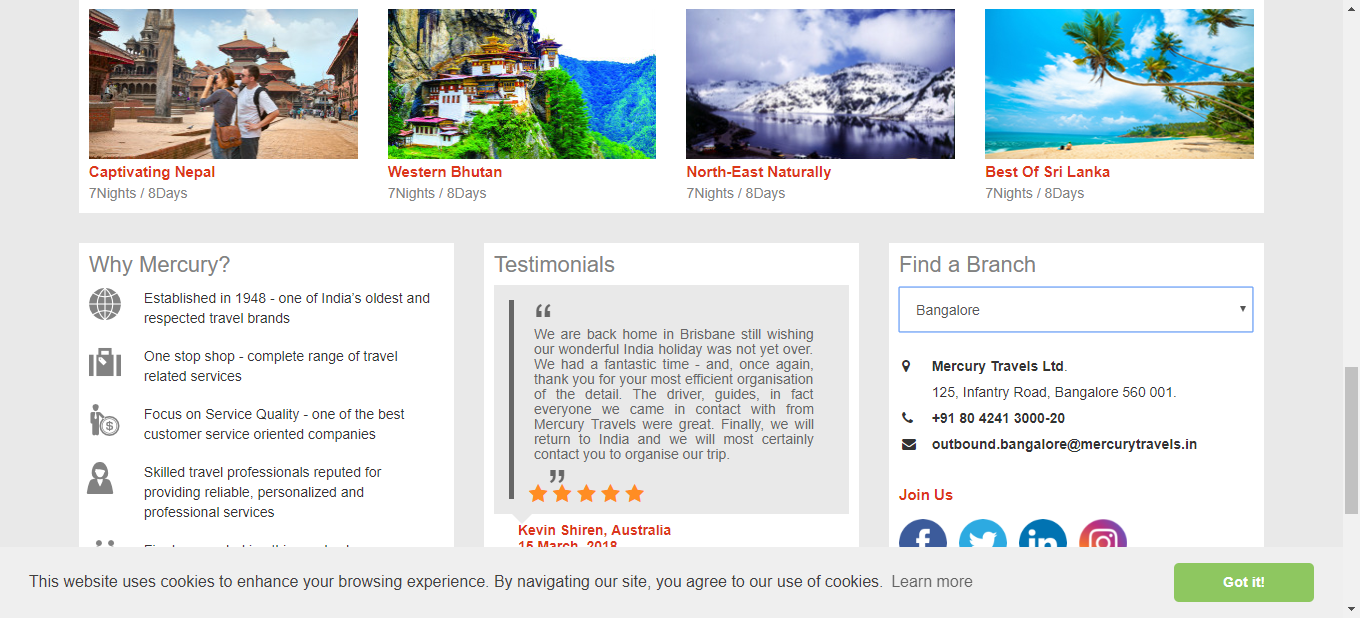 Captivating Nepal
7Nights / 8Days
Western Bhutan
7Nights / 8Days
North-East Naturally
7Nights / 8Days
Best Of Sri Lanka
7Nights / 8Days
Why Mercury?
Established in 1948 - one of India's oldest and
respected travel brands
One stop shop - complete range of travel
related services
Focus on Service Quality - one of the best
customer service oriented companies
Skilled travel professionals reputed for
providing reliable, personalized and
professional services
Testimonials
“
We are back home in Brisbane still wishing
our wonderful India holiday was not yet over.
We had a fantastic time - and, once again,
thank you for your most efficient organisation
of the detail. The driver, guides, in fact
everyone we came in contact with from
Mercury Travels were great. Finally, we will
return to India and we will most certainly
contact you to organise our trip.
”
Kevin Shiren, Australia
15 March, 2018
Find a Branch
Bangalore
Mercury Travels Ltd.
125, Infantry Road, Bangalore 560 001.
+91 80 4241 3000-20
outbound.bangalore@mercurytravels.in
Join Us
This website uses cookies to enhance your browsing experience. By navigating our site, you agree to our use of cookies. Learn more
Got it!